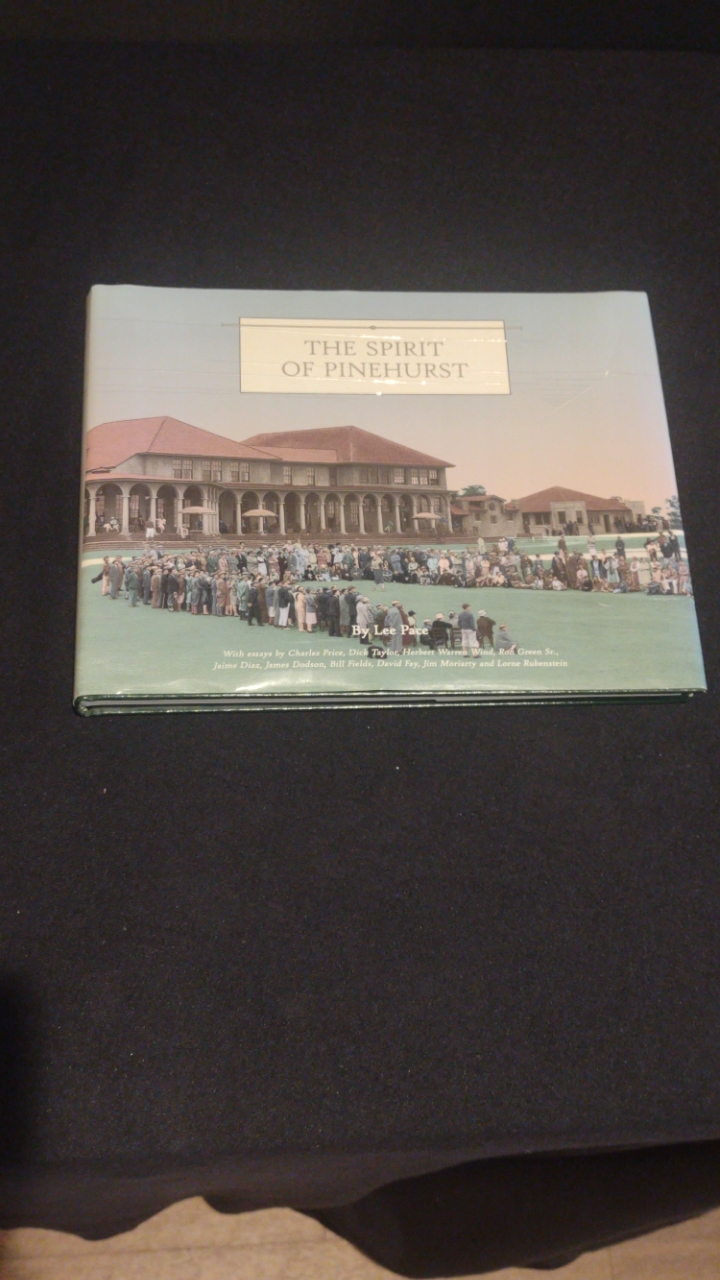 THE SPIRIT
OF PINEHURST
By Lee Pace
With essays by Charles Price, Dick Taylor, Herbert Warren Wind, Ron Green Sr.,
Jaime Diaz, James Dodson, Bill Fields, David Fay, Jim Moriarty and Lorne Rubenstein